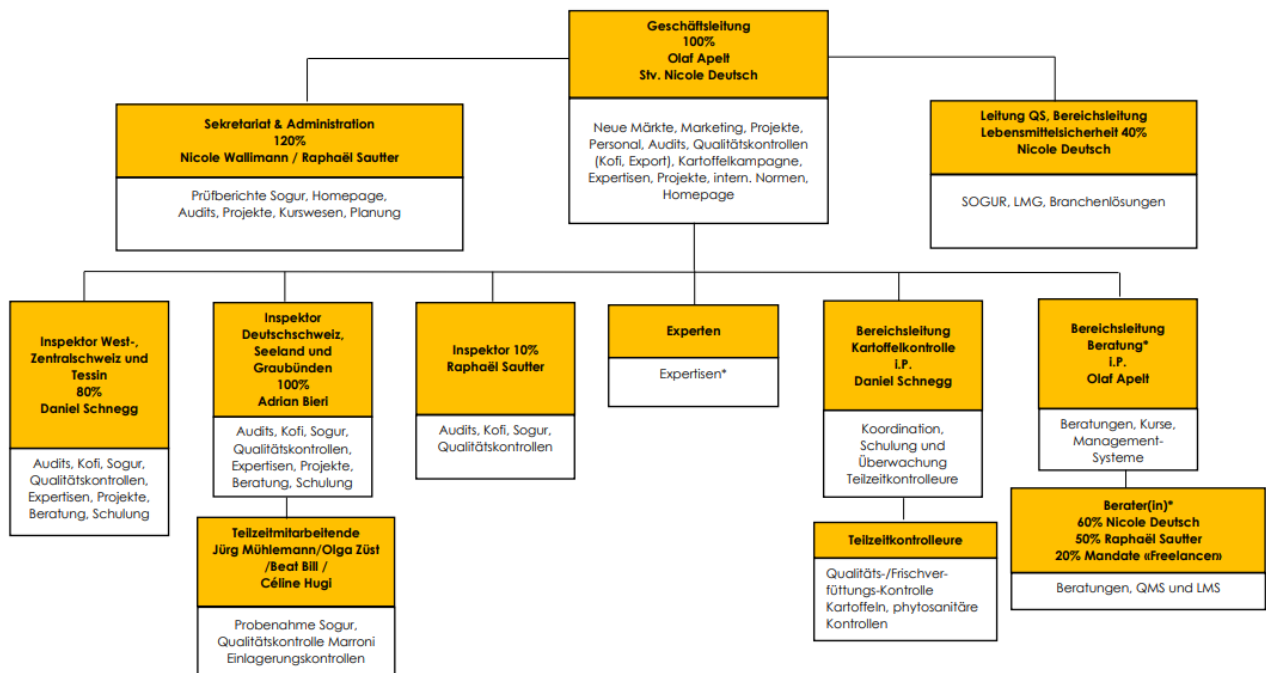 Geschäftsleitung
100%
Olaf Apelt
Stv. Nicole Deutsch
Neue Märkte, Marketing, Projekte,
Personal, Audits, Qualitätskontrollen
(Kofi, Export), Kartoffelkampagne,
Expertisen, Projekte, intern. Normen,
Homepage
Sekretariat & Administration
120%
Nicole Wallimann / Raphaël Sautter
Prüfberichte Sogur, Homepage,
Audits, Projekte, Kurswesen, Planung
Leitung QS, Bereichsleitung
Lebensmittelsicherheit 40%
Nicole Deutsch
SOGUR, LMG, Branchenlösungen
Inspektor West-,
Zentralschweiz und
Tessin
80%
Daniel Schnegg
Audits, Kofi, Sogur,
Qualitätskontrollen,
Expertisen, Projekte,
Beratung, Schulung
Inspektor
Deutschschweiz,
Seeland und
Graubünden
100%
Adrian Bieri
Audits, Kofi, Sogur,
Qualitätskontrollen,
Expertisen, Projekte,
Beratung, Schulung
Teilzeitmitarbeitende
Jürg Mühlemann/Olga Züst
/Beat Bill /
Céline Hugi
Probenahme Sogur,
Qualitätskontrolle Marroni
Einlagerungskontrollen
Inspektor 10%
Raphaël Sautter
Audits, Kofi, Sogur,
Qualitätskontrollen
Experten
Expertisen*
Bereichsleitung
Kartoffelkontrolle
i.P.
Daniel Schnegg
Koordination,
Schulung und
Überwachung
Teilzeitkontrolleure
Teilzeitkontrolleure
Qualitäts-/Frischver-
füttungs-Kontrolle
Kartoffeln, phytosanitäre
Kontrollen
Bereichsleitung
Beratung*
i.P.
Olaf Apelt
Beratungen, Kurse,
Management-
Systeme
Berater(in)*
60% Nicole Deutsch
50% Raphaël Sautter
20% Mandate «Freelancer»
Beratungen, QMS und LMS